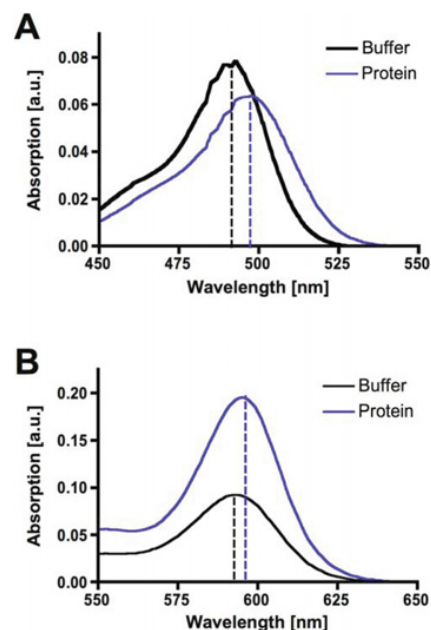 A
Buffer
Protein
Absorption [a.u.]
0.08
0.06
0.04
0.02
0.00
450 475 500 525 550
Wavelength [nm]
B
Buffer
Protein
Absorption [a.u.]
0.20
0.15
0.10
0.05
0.00
550 575 600 625 650
Wavelength [nm]